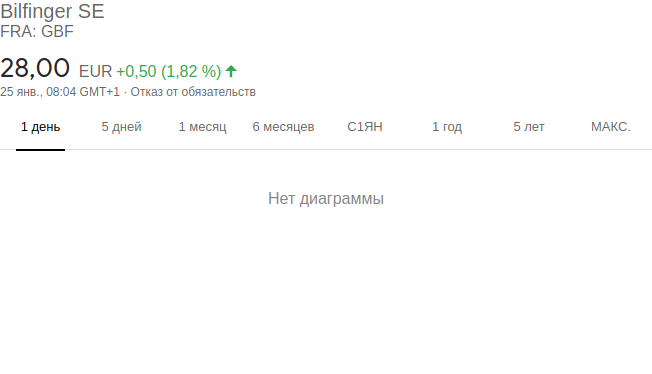 Bilfinger SE
FRA: GBF
28,00 EUR +0,50 (1,82 %)
25 янв., 08:04 GMT+1 · Отказ от обязательств
1 день 5 дней 1 месяц 6 месяцев С1ЯН 1 год 5 лет МАКС.
Нет диаграммы